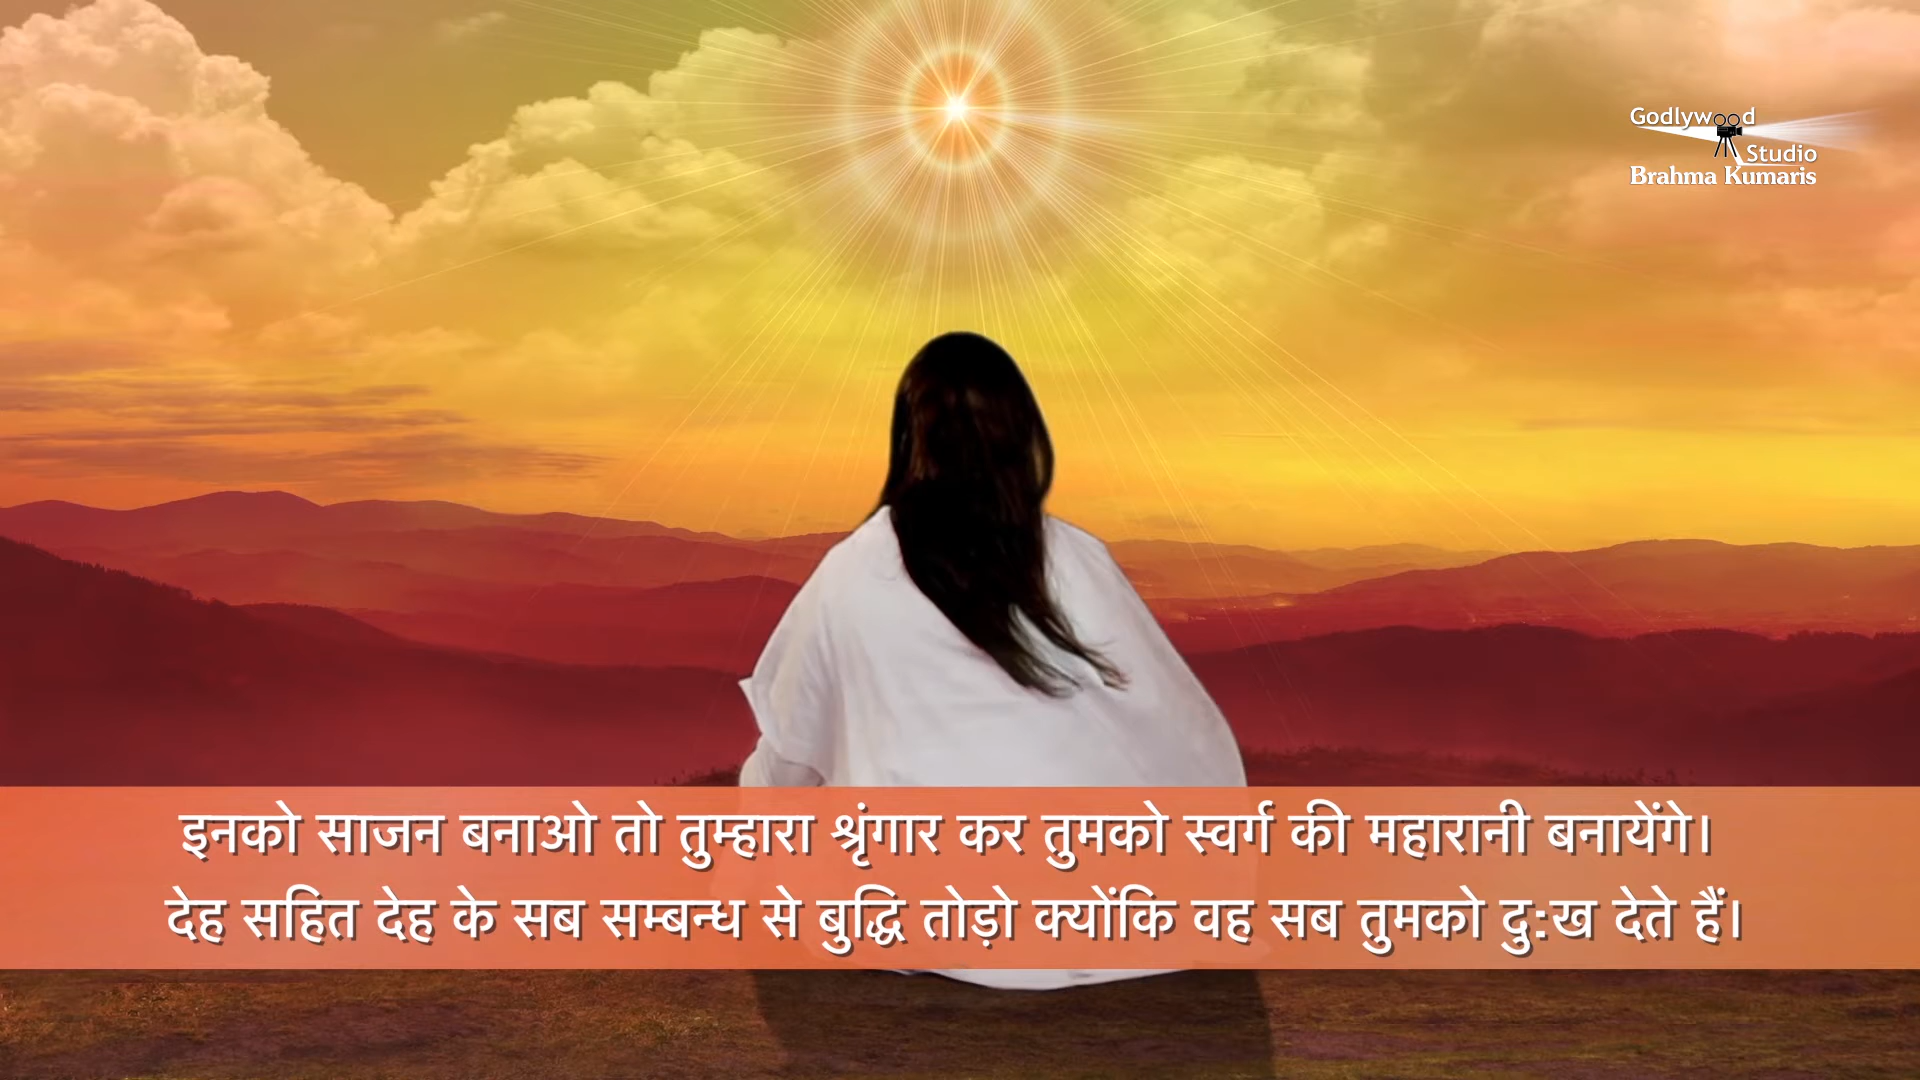 Godlywood
Studio
Brahma Kumaris
इनको साजन बनाओ तो तुम्हारा श्रृंगार कर तुमको स्वर्ग की महारानी बनायेंगे।
देह सहित देह के सब सम्बन्ध से बुद्धि तोड़ो क्योंकि वह सब तुमको दु:ख देते हैं।